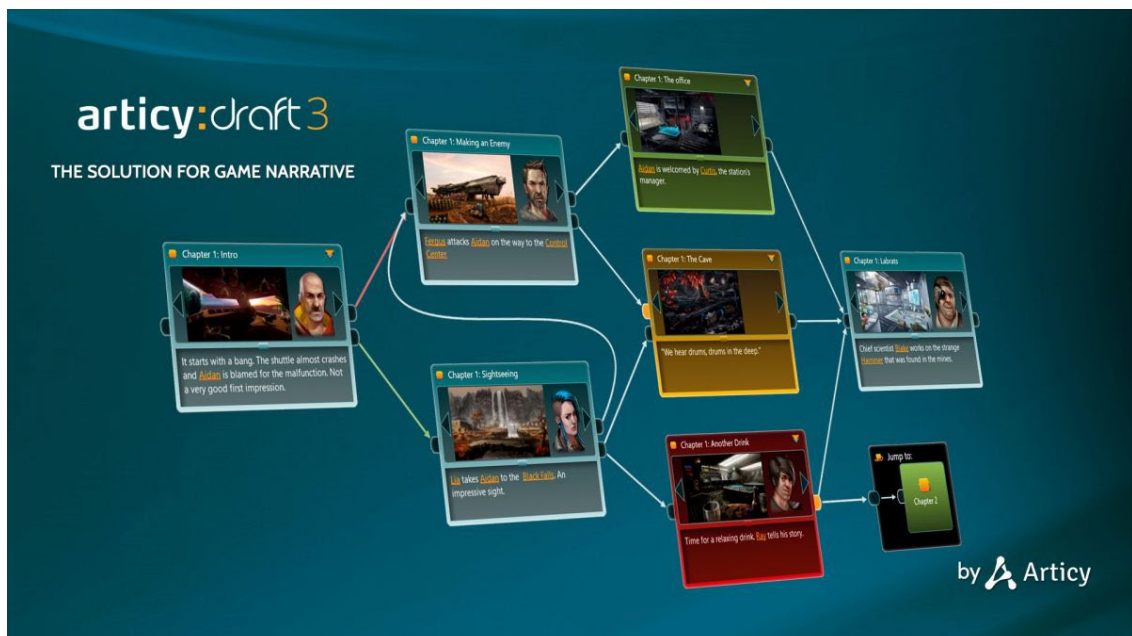 articy:draft 3
THE SOLUTION FOR GAME NARRATIVE
Chapter 1: Intro
It starts with a bang. The shuttle almost crashes
and Aidan is blamed for the malfunction. Not
a very good first impression.
Chapter 1: Making an Enemy
Fergus attacks Aidan on the way to the Control
Center
Chapter 1: Sightseeing
Lia takes Aidan to the Black Falls. An
impressive sight.
Chapter 1: The office
Aidan is welcomed by Curtis, the station's
manager.
Chapter 1: The Cave
"We hear drums, drums in the deep."
Chapter 1: Another Drink
Time for a relaxing drink. Ray tells his story.
Chapter 1: Labrats
Chief scientist Blake works on the strange
Hammer that was found in the mines.
Jump to:
Chapter 2
by Articy